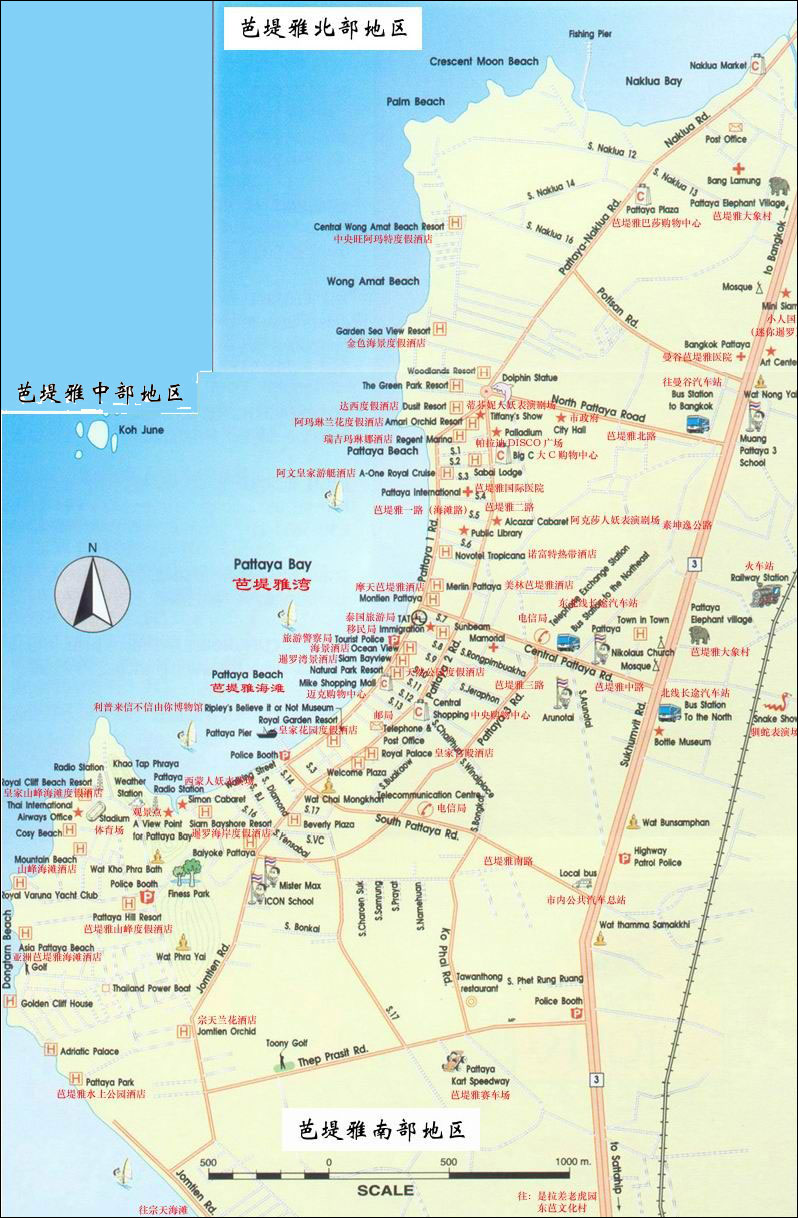 芭堤雅北部地区
Fishing Pier
Crescent Moon Beach
Naklua Market
Naklua Bay
Palm Beach
Naklua Rd.
Post Office
S. Naklua 12
S. Naklua 13
Bang Lamung
S. Naklua 14
Pattaya Elephant Village
芭堤雅大象村
Pattaya Plaza
芭堤雅巴莎购物中心
Central Wong Amat Beach Resort
中央旺阿玛特度假酒店
S. Naklua 16
Pattaya-Naklua Rd.
to Bangkok
Wong Amat Beach
Mosque
Potisan Rd.
Mini Siam
小人国
(迷你暹罗
Garden Sea View Resort
金色海景度假酒店
Bangkok Pattaya
曼谷芭堤雅医院
Art Center
Woodlands Resort
Dolphin Statue
The Green Park Resort
往曼谷汽车站
Bus Station
to Bangkok
Wat Nong Yai
芭堤雅中部地区
达西度假酒店 Dusit Resort
蒂芬妮人妖表演剧场
Tiffany's Show
North Pattaya Road
芭堤雅北路
市政府
City Hall
阿玛琳兰花度假酒店 Amari Orchid Resort
Palladium
帕拉迪DISCO广场
Koh June
瑞吉玛琳娜酒店 Regent Marina
Muang
Pattaya 3
School
Pattaya Beach
S.1
S.2
Big C 大C购物中心
阿文皇家游艇酒店 A-One Royal Cruise
S.3
Sabai Lodge
Pattaya International
芭堤雅国际医院
S.4
芭堤雅一路（海滩路）
芭堤雅二路
S.5
Alcazar Cabaret 阿克莎人妖表演剧场
素坤逸公路
Public Library
S.6
N
Pattaya 1 Rd.
Novotel Tropicana 诺富特热带酒店
Pattaya Bay
芭堤雅湾
3
火车站
Railway Station
摩天芭堤雅酒店
Montien Pattaya
Merlin Pattaya 美林芭堤雅酒店
Telephone Exchange Station
Bus Station to the Northeast
东北线长途汽车站
泰国旅游局 TAT
S.7
电信局
移民局 Immigration
Sunbeam
Town in Town
Pattaya
Pattaya
Elephant village
芭堤雅大象村
旅游警察局 Tourist Police
S.8
Mamorial
海景酒店 Ocean View
暹罗湾景酒店 Siam Bayview
S.9
S.Rongpimbuakha
Central Pattaya Rd.
Nikolaus Church
Mosque
Natural Park Resort
天然公园度假酒店
Pattaya Beach
芭堤雅海滩
Mike Shopping Mall
迈克购物中心
S.11
S.12
S.13
Pattaya 2 Rd.
S.Jeraphan
芭堤雅三路
芭堤雅中路
Arunotai
S.Arunotai
北线长途汽车站
Bus Station
To the North
利普来信不信由你博物馆 Ripley's Believe It or Not Museum
Central
Shopping 中央购物中心
Pattaya 3 Rd.
Snake Show
驯蛇表演场
Royal Garden Resort
皇家花园度假酒店
邮局
Telephone &
Post Office
Pattaya Pier
Sukhumvit Rd.
Bottle Museum
Police Booth
Royal Palace 皇家宫殿酒店
Welcome Plaza
Khao Tap Phraya
Radio Station
Pattaya
Radio Station
Walking Street
S.14
Royal Cliff Beach Resort
皇家山峰海滩度假酒店
Weather
Station
西蒙人妖表演场
Simon Cabaret
S.3
Wat Chai Mongkhon
Telecommunication Centre
电信局
Thai International
Airways Office
Stadium
体育场
观景点
A View Point
for Pattaya Bay
Siam Bayshore Resort
暹罗海岸度假酒店
S.16
S. Diamond
S.17
Beverly Plaza
South Pattaya Rd.
Wat Bunsamphan
Cosy Beach
S.VC
S.Yensabai
Baiyoke Pattaya
芭堤雅南路
Highway
Patrol Police
Mountain Beach
山峰海滩酒店
Wat Kho Phra Bat
Police Booth
Finess Park
Mister Max
ICON School
Local bus
市内公共汽车总站
Royal Varuna Yacht Club
Pattaya Hill Resort
芭堤雅山峰度假酒店
S. Bonkai
S.Charoen Suk
S.Samrung
S.Prayat
S.Namehuan
Wat thamma Samakkhi
Dongtarn Beach
Asia Pattaya Beach
亚洲芭堤雅海滩酒店
Golf
Wat Phra Yai
Jomtien Rd.
Ko Phai Rd.
Tawanthong
restaurant
S. Phet Rung Ruang
Thailand Power Boat
Police Booth
Golden Cliff House
宗天兰花酒店
Jomtien Orchid
S.17
Toony Golf
Thep Prasit Rd.
Adriatic Palace
Pattaya
Kart Speedway
芭堤雅赛车场
Pattaya Park
芭堤雅水上公园酒店
3
芭堤雅南部地区
to Sattahip
500 0 500 1000 m.
SCALE
Jomtien Rd.
往宗天海滩
往：是拉差老虎园
东芭文化村